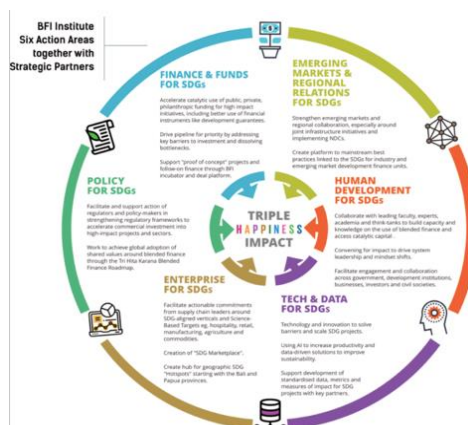 BFI Institute
Six Action Areas
together with
Strategic Partners
FINANCE & FUNDS
FOR SDGs
Accelerate catalytic use of public, private,
philanthropic funding for high impact
initiatives, including better use of financial
instruments like development guarantees.
Drive pipeline for priority by addressing
key barriers to investment and dissolving
bottlenecks.
Support "proof of concept" projects and
follow-on finance through BFI
incubator and deal platform.
EMERGING
MARKETS &
REGIONAL
RELATIONS
FOR SDGs
Strengthen emerging markets and
regional collaboration, especially around
joint infrastructure initiatives and
implementing NDCs.
Create platform to mainstream best
practices linked to the SDGs for industry and
emerging market development finance units.
POLICY
FOR SDGs
Facilitate and support action of
regulators and policy-makers in
strengthening regulatory frameworks to
accelerate commercial investment into
high-impact projects and sectors.
Work to achieve global adoption of
shared values around blended finance
through the Tri Hita Karana Blended
Finance Roadmap.
TRIPLE
HAPPINESS
IMPACT
HUMAN
DEVELOPMENT
FOR SDGs
Collaborate with leading faculty, experts,
academia and think-tanks to build capacity
and knowledge on the use of blended finance and
access catalytic capital.
Convening for impact to drive system
leadership and mindset shifts.
Facilitate engagement and collaboration
across government, development institutions,
businesses, investors and civil societies.
ENTERPRISE
FOR SDGs
Facilitate actionable commitments
from supply chain leaders around
SDG-aligned verticals and Science-
Based Targets eg. hospitality, retail,
manufacturing, agriculture and
commodities.
Creation of "SDG Marketplace".
Create hub for geographic SDG
"Hotspots" starting with the Bali and
Papua provinces.
TECH & DATA
FOR SDGs
Technology and innovation to solve
barriers and scale SDG projects.
Using AI to increase productivity and
data-driven solutions to improve
sustainability.
Support development of
standardised data, metrics and
measures of impact for SDG
projects with key partners.